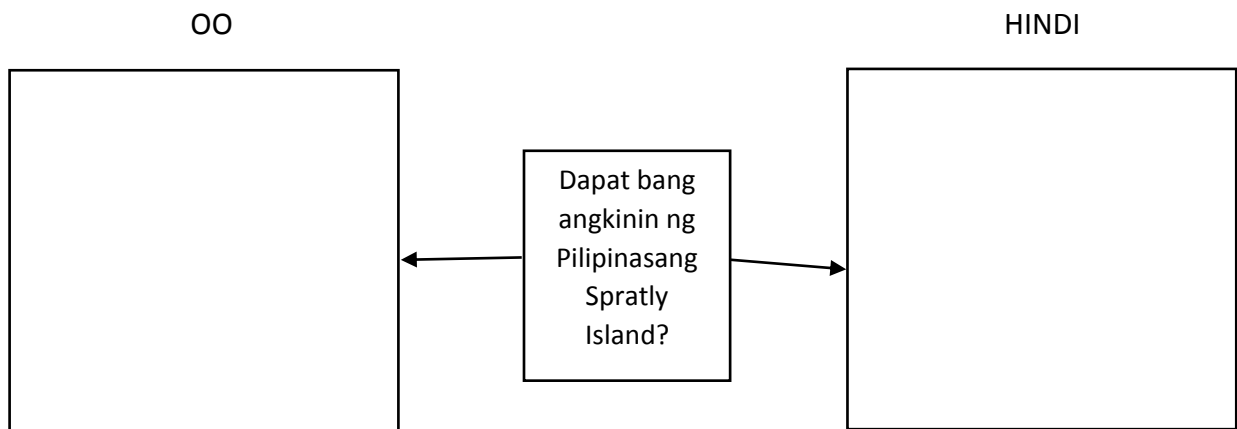 OO
HINDI
Dapat bang
angkinin ng
Pilipinasang
Spratly
Island?